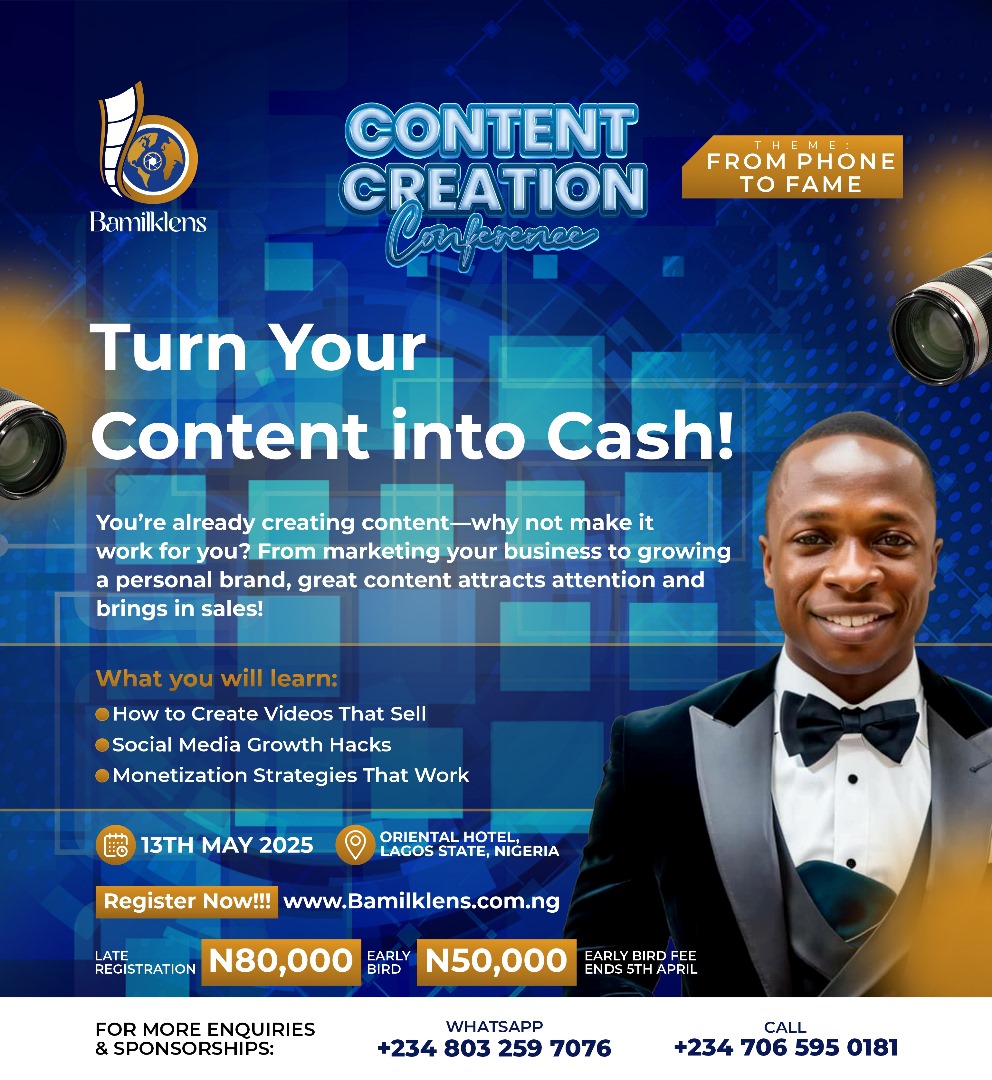 Bamilklens
CONTENT
CREATION
Conference
THEME:
FROM PHONE
TO FAME
Turn Your
Content into Cash!
You're already creating content—why not make it
work for you? From marketing your business to growing
a personal brand, great content attracts attention and
brings in sales!
What you will learn:
How to Create Videos That Sell
Social Media Growth Hacks
Monetization Strategies That Work
13TH MAY 2025
ORIENTAL HOTEL,
LAGOS STATE, NIGERIA
Register Now!!! www.Bamilklens.com.ng
LATE
REGISTRATION
N80,000
EARLY
BIRD
N50,000
EARLY BIRD FEE
ENDS 5TH APRIL
FOR MORE ENQUIRIES
& SPONSORSHIPS:
WHATSAPP
+234 803 259 7076
CALL
+234 706 595 0181